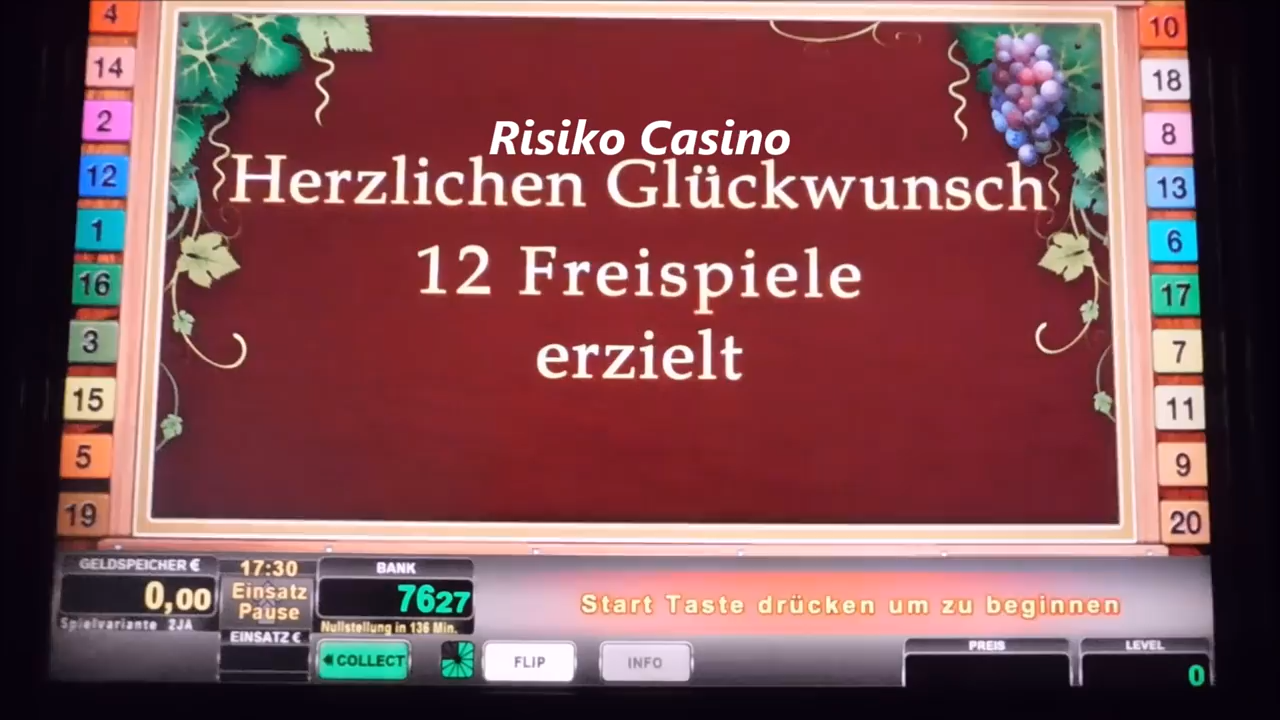 Risiko Casino
Herzlichen Glückwunsch
12 Freispiele
erzielt
4
14
2
12
1
16
3
15
5
19
10
18
8
13
6
17
7
11
9
20
GELDSPEICHER €
0,00
Spielvariante 2JA
17:30
Einsatz
Pause
EINSATZ €
BANK
7627
Nullstellung in 136 Min.
Start Taste drücken um zu beginnen
COLLECT
FLIP
INFO
PREIS
LEVEL
0